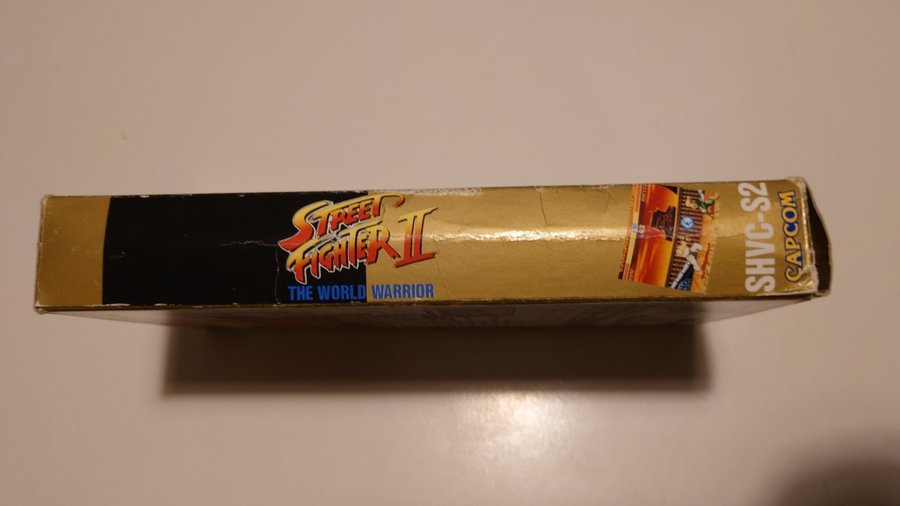 STREET
FIGHTER II
THE WORLD WARRIOR
SHVC-S2
CAPCOM